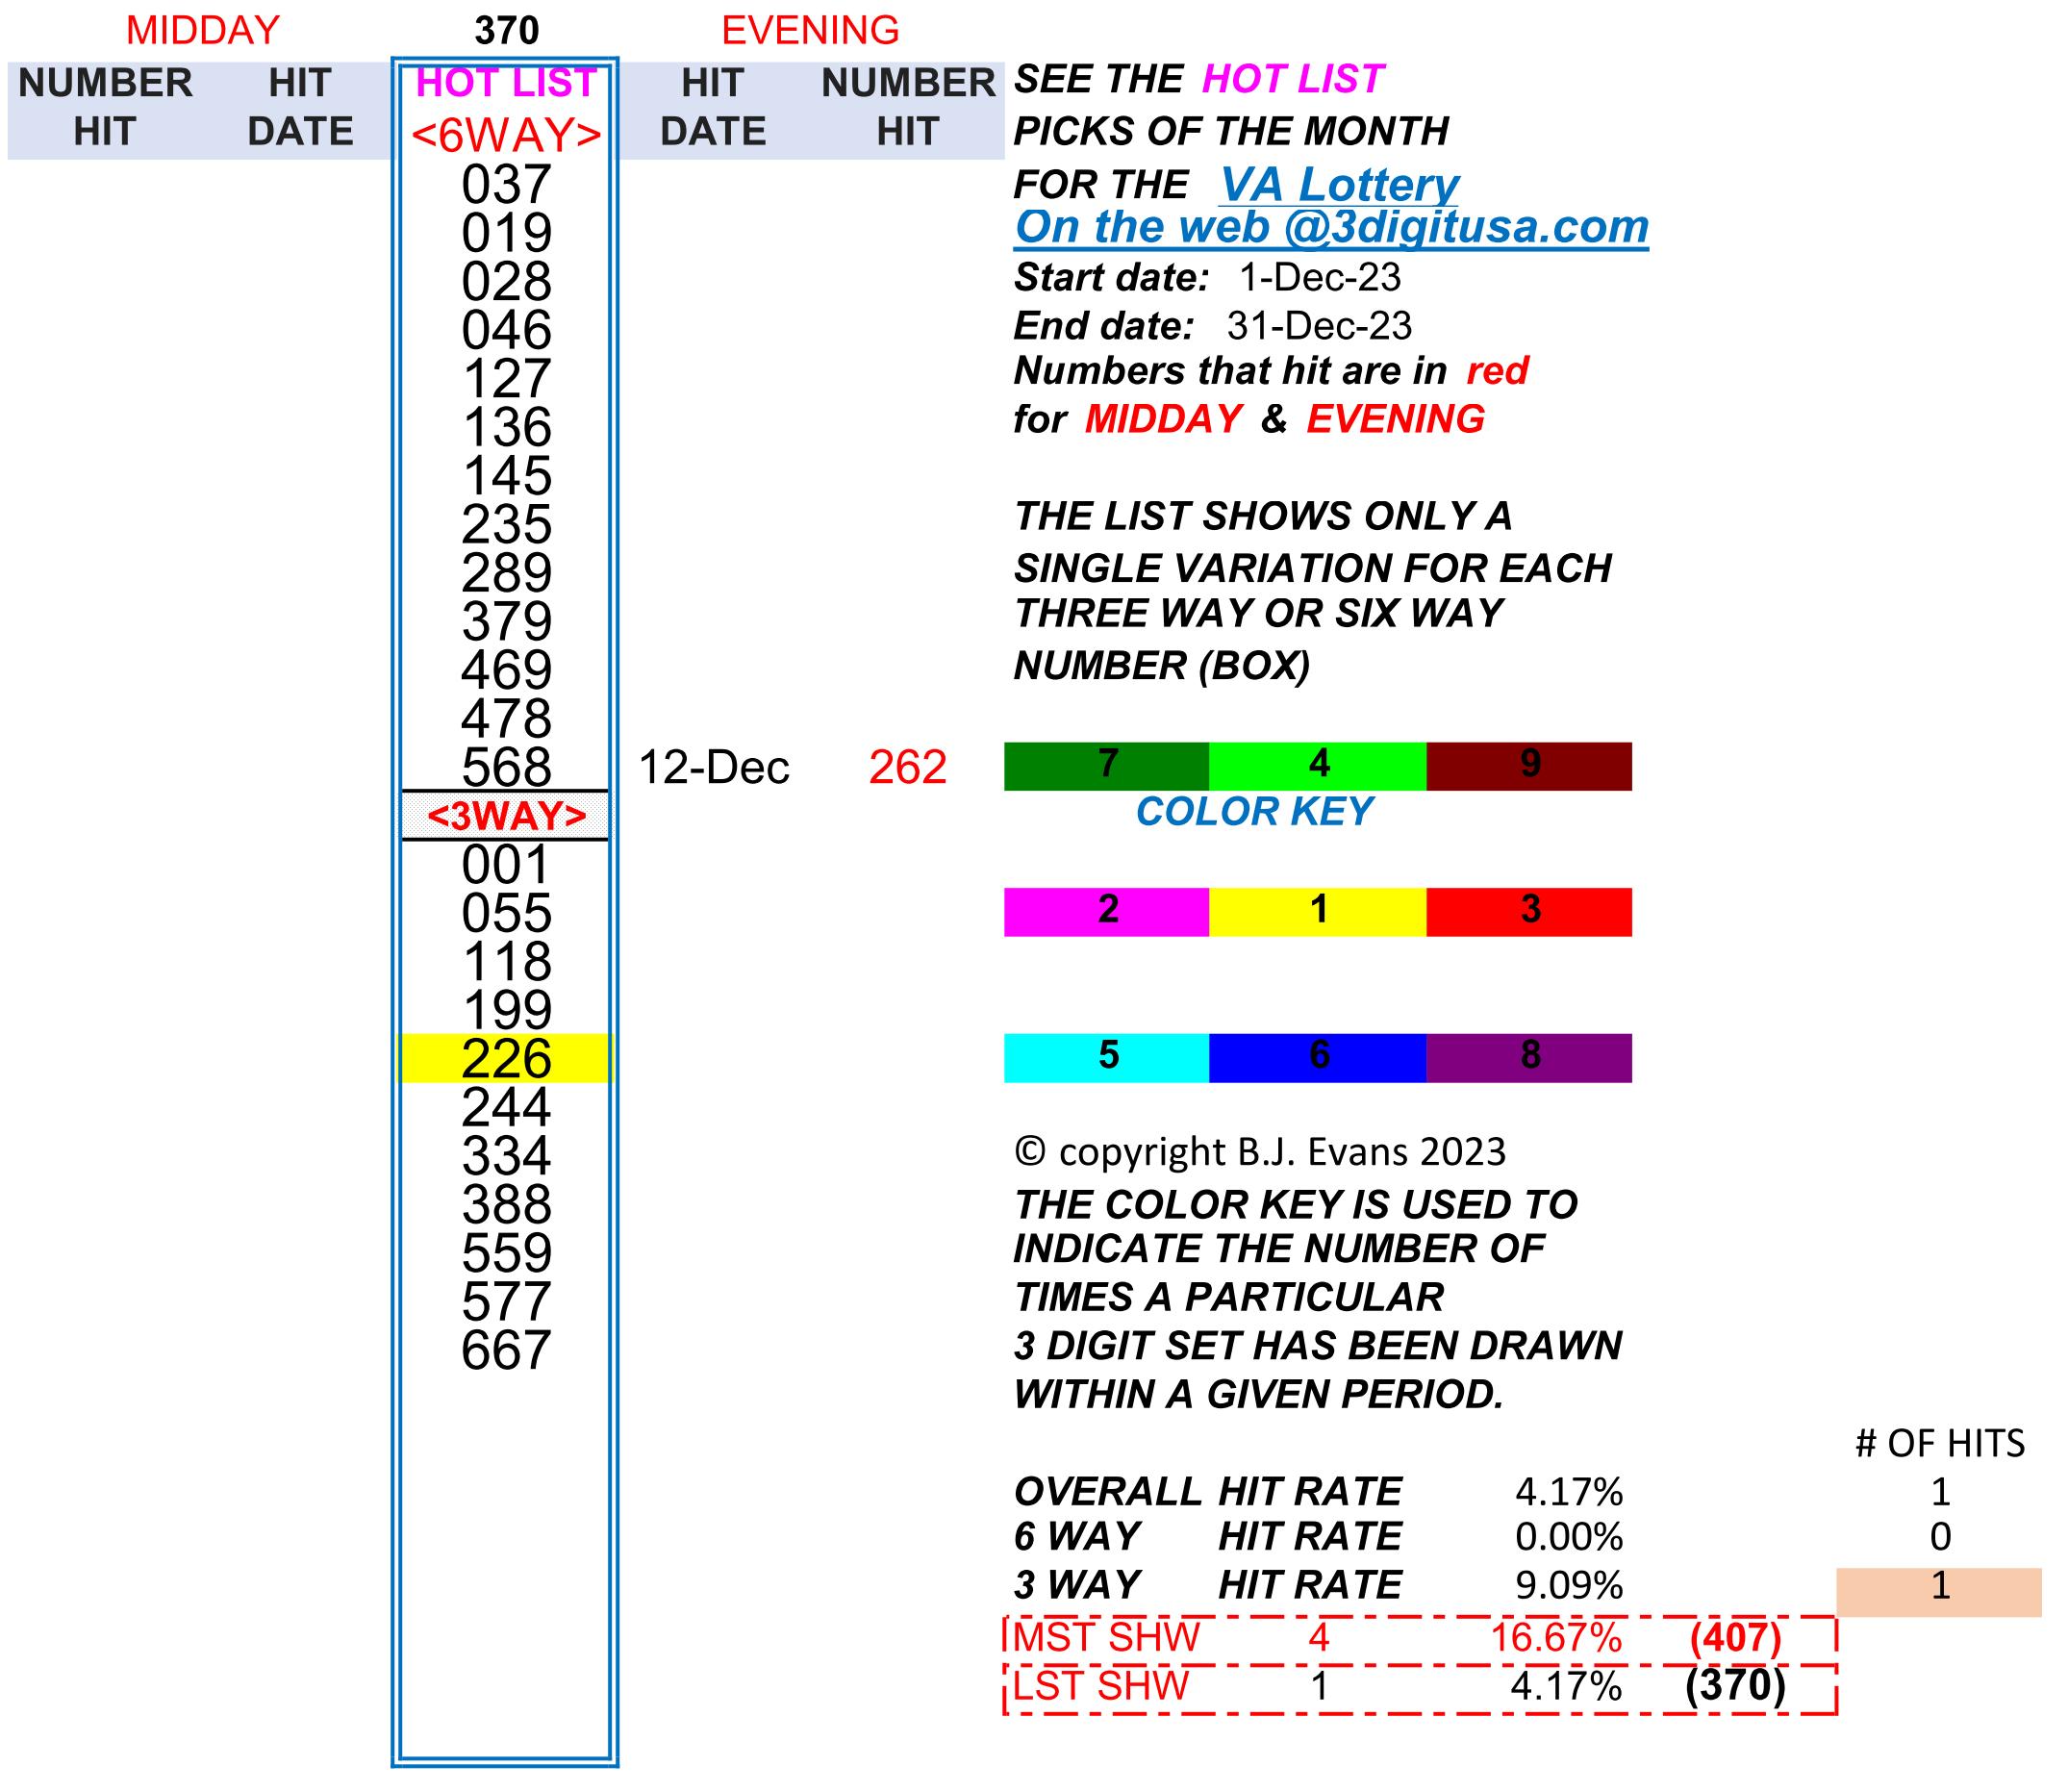 MIDDAY 370 EVENING
NUMBER HIT HOT LIST HIT NUMBER SEE THE HOT LIST
HIT DATE <6WAY> DATE HIT PICKS OF THE MONTH
037 FOR THE VA Lottery
019 On the web @3digitusa.com
028 Start date: 1-Dec-23
046 End date: 31-Dec-23
127 Numbers that hit are in red
136 for MIDDAY & EVENING
145
235 THE LIST SHOWS ONLY A
289 SINGLE VARIATION FOR EACH
379 THREE WAY OR SIX WAY
469 NUMBER (BOX)
478
568 12-Dec 262 7 4 9
<3WAY> COLOR KEY
001
055 2 1 3
118
199
226 5 6 8
244
334 © copyright B.J. Evans 2023
388 THE COLOR KEY IS USED TO
559 INDICATE THE NUMBER OF
577 TIMES A PARTICULAR
667 3 DIGIT SET HAS BEEN DRAWN
WITHIN A GIVEN PERIOD.
# OF HITS
OVERALL HIT RATE 4.17% 1
6 WAY HIT RATE 0.00% 0
3 WAY HIT RATE 9.09% 1
MST SHW 4 16.67% (407)
LST SHW 1 4.17% (370)